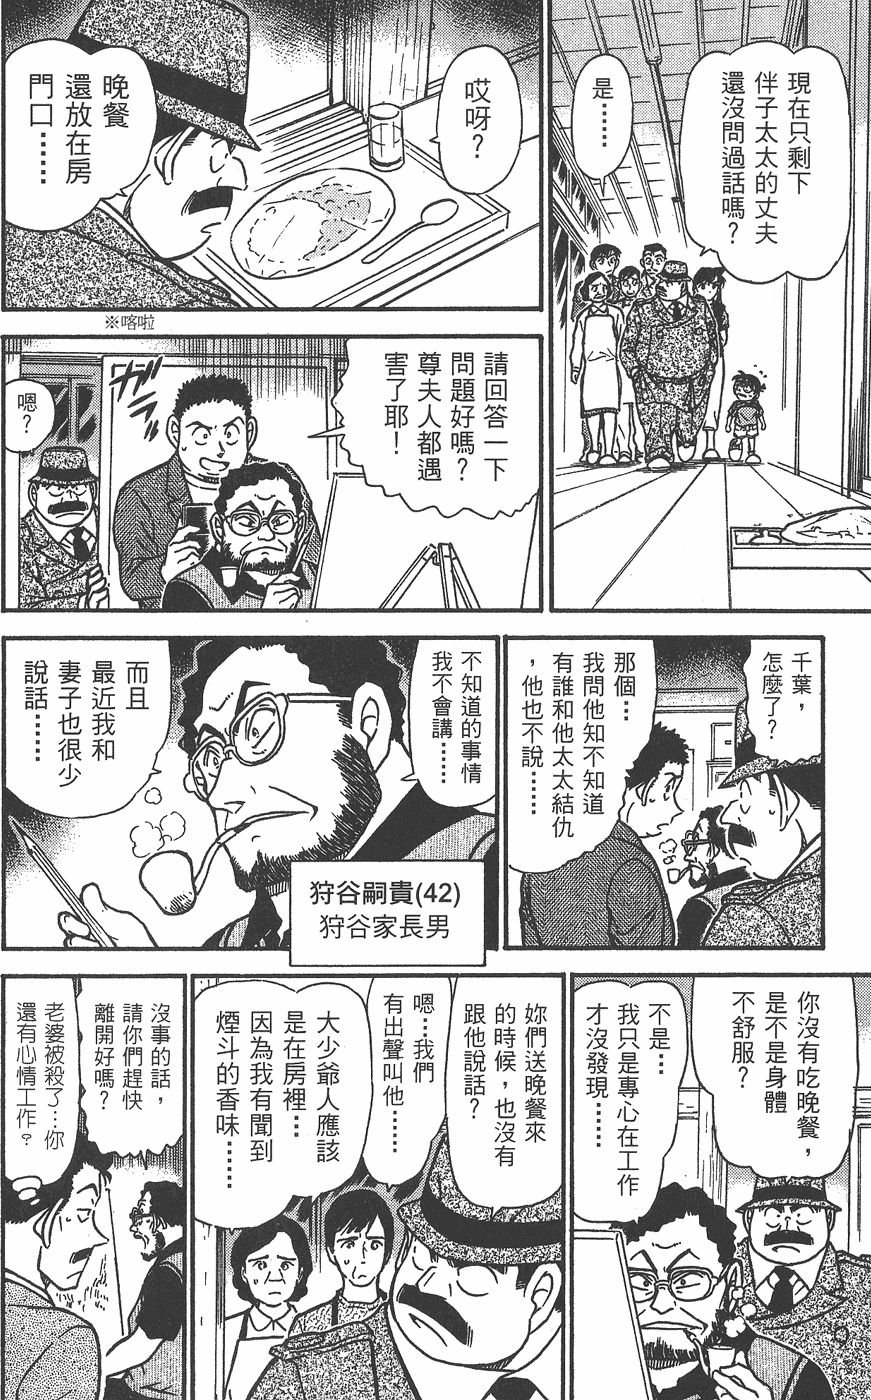 現在只剩下
伴子太太的丈夫
還沒問過話嗎？
是……
哎呀？
晚餐
還放在房
門口……
※喀啦
ガラ
請回答一下
問題好嗎？
尊夫人都遇
害了耶！
嗯？
千葉，
怎麼了？
那個…
我問他知不知道
有誰和他太太結仇
，他也不說……
不知道的事情
我不會講……
而且
最近我和
妻子也很少
說話……
狩谷嗣貴(42)
狩谷家長男
你沒有吃晚餐，
是不是身體
不舒服？
不是…
我只是專心在工作
才沒發現……
妳們送晚餐來
的時候，也沒有
跟他說話？
嗯…我們
有出聲叫他……
大少爺人應該
是在房裡…
因為我有聞到
煙斗的香味……
沒事的話，
請你們趕快
離開好嗎？
老婆被殺了…你
還有心情工作？